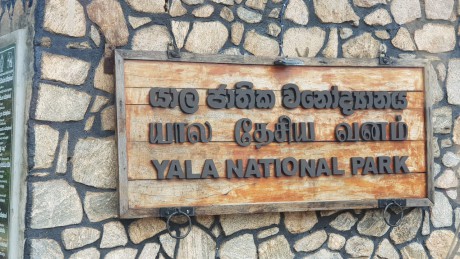 යාල ජාතික වනෝද්‍යානය
யால தேசிய வனம்
YALA NATIONAL PARK